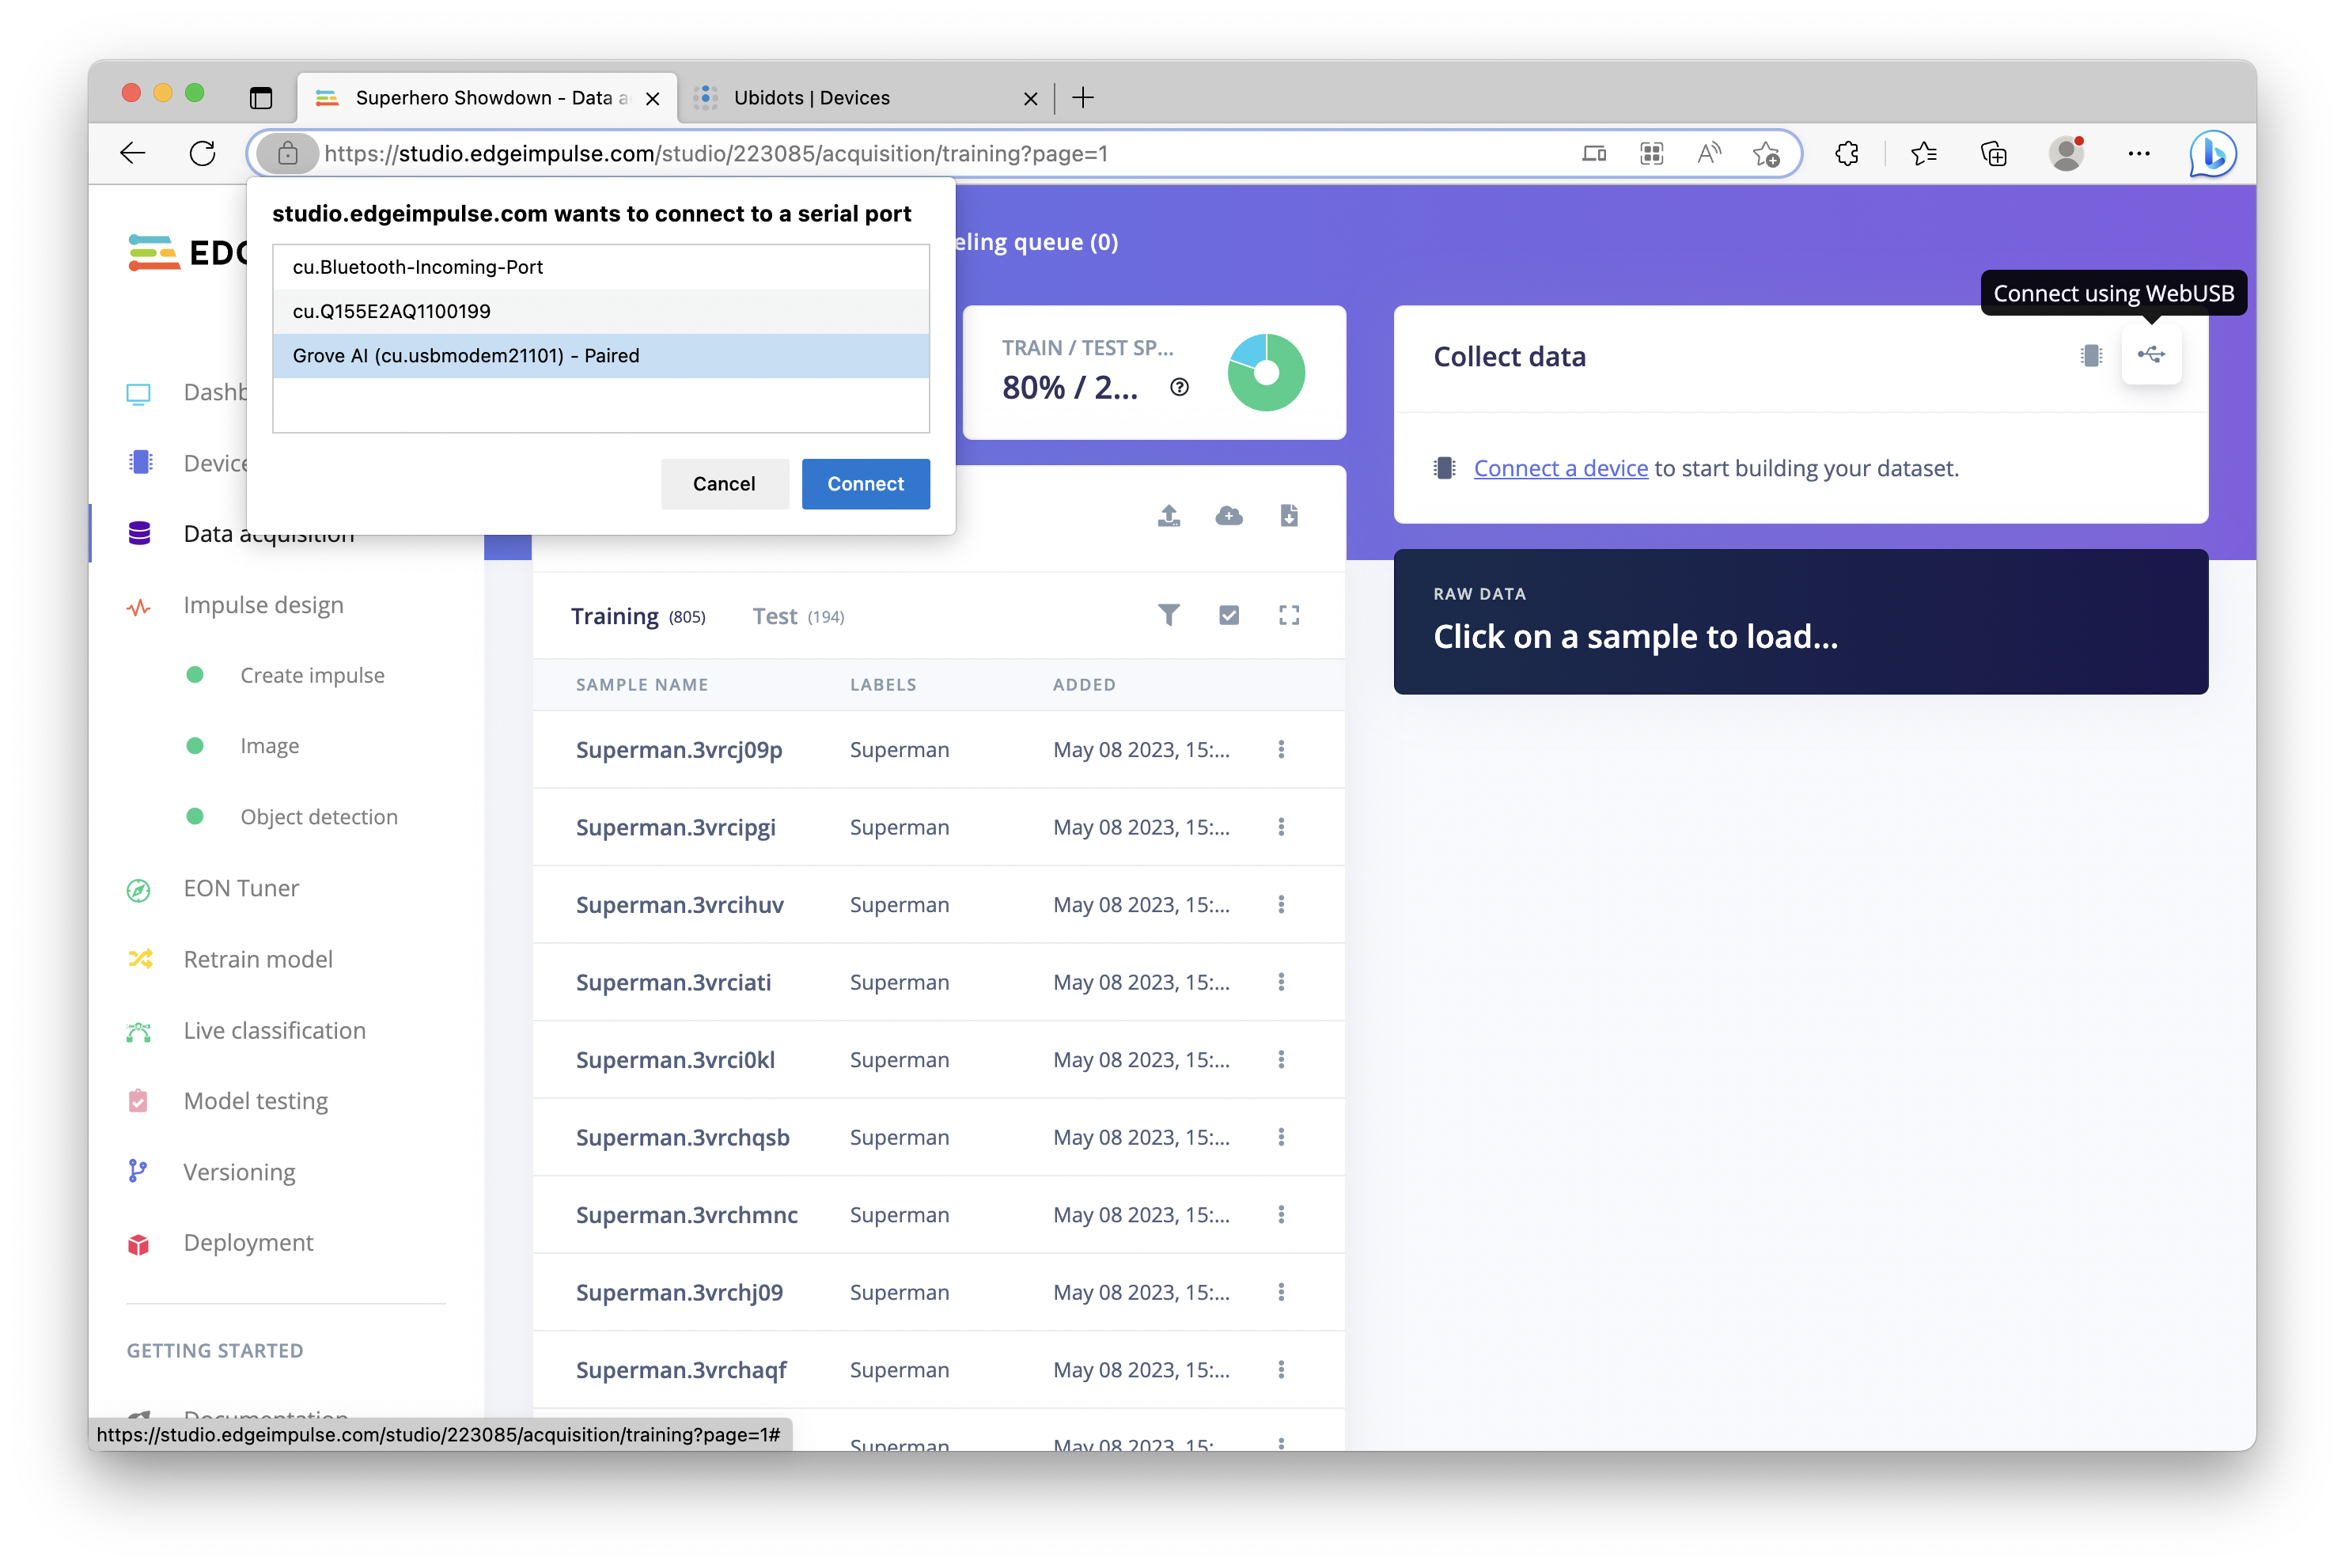 Superhero Showdown - Data a
Ubidots | Devices
https://studio.edgeimpulse.com/studio/223085/acquisition/training?page=1
studio.edgeimpulse.com wants to connect to a serial port
cu.Bluetooth-Incoming-Port
cu.Q155E2AQ1100199
Grove AI (cu.usbmodem21101) - Paired
Cancel
Connect
EDG
Dashb
Device
Data acquisition
Impulse design
Create impulse
Image
Object detection
EON Tuner
Retrain model
Live classification
Model testing
Versioning
Deployment
GETTING STARTED
Documentation
https://studio.edgeimpulse.com/studio/223085/acquisition/training?page=1#
eling queue (0)
TRAIN / TEST SP...
80% / 2...
Training (805)
Test (194)
SAMPLE NAME LABELS ADDED
Superman.3vrcj09p Superman May 08 2023, 15:...
Superman.3vrcipgi Superman May 08 2023, 15:...
Superman.3vrcihuv Superman May 08 2023, 15:...
Superman.3vrciati Superman May 08 2023, 15:...
Superman.3vrci0kl Superman May 08 2023, 15:...
Superman.3vrchqsb Superman May 08 2023, 15:...
Superman.3vrchmnc Superman May 08 2023, 15:...
Superman.3vrchj09 Superman May 08 2023, 15:...
Superman.3vrchaqf Superman May 08 2023, 15:...
Superman May 08 2023, 15:
Connect using WebUSB
Collect data
Connect a device to start building your dataset.
RAW DATA
Click on a sample to load...